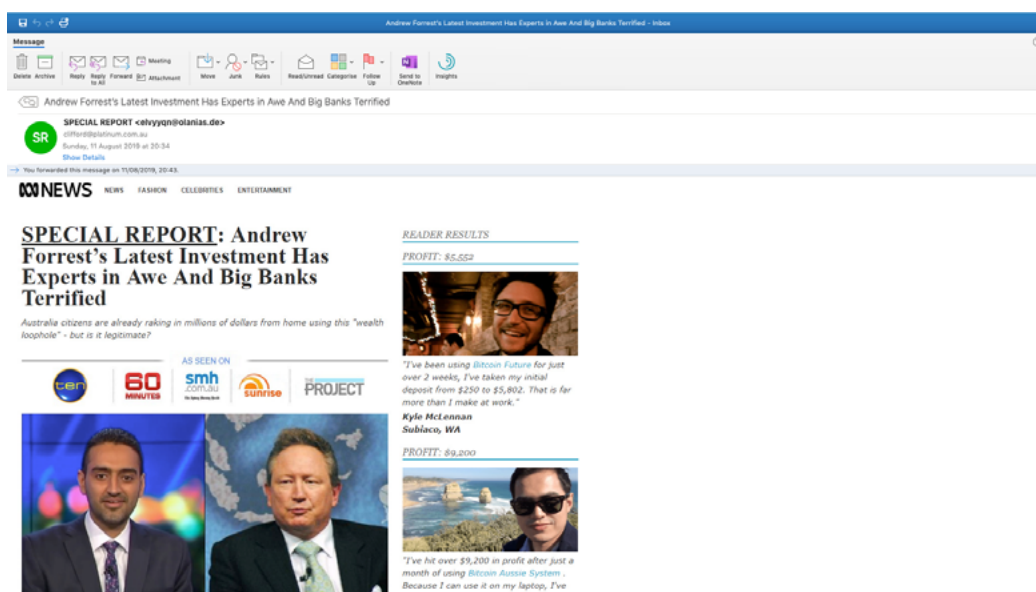 Andrew Forrest's Latest Investment Has Experts in Awe And Big Banks Terrified - Inbox
Message
Delete Archive Reply Reply to All Forward Meeting Attachment Move Junk Rules Read/Unread Categorise Follow Up Send to OneNote Insights
Andrew Forrest's Latest Investment Has Experts in Awe And Big Banks Terrified
SR
SPECIAL REPORT <elvyyqn@olanias.de>
clifford@platinum.com.au
Sunday, 11 August 2019 at 20:34
Show Details
You forwarded this message on 11/08/2019, 20:43.
NEWS NEWS FASHION CELEBRITIES ENTERTAINMENT
SPECIAL REPORT: Andrew
Forrest's Latest Investment Has
Experts in Awe And Big Banks
Terrified
Australia citizens are already raking in millions of dollars from home using this "wealth
loophole" - but is it legitimate?
AS SEEN ON
ten
60
MINUTES
smh
.com.au
The Sydney Morning Herald
sunrise
THE
PROJECT
READER RESULTS
PROFIT: $5,552
"I've been using Bitcoin Future for just
over 2 weeks, I've taken my initial
deposit from $250 to $5,802. That is far
more than I make at work."
Kyle McLennan
Subiaco, WA
PROFIT: $9,200
"I've hit over $9,200 in profit after just a
month of using Bitcoin Aussie System .
Because I can use it on my laptop, I've